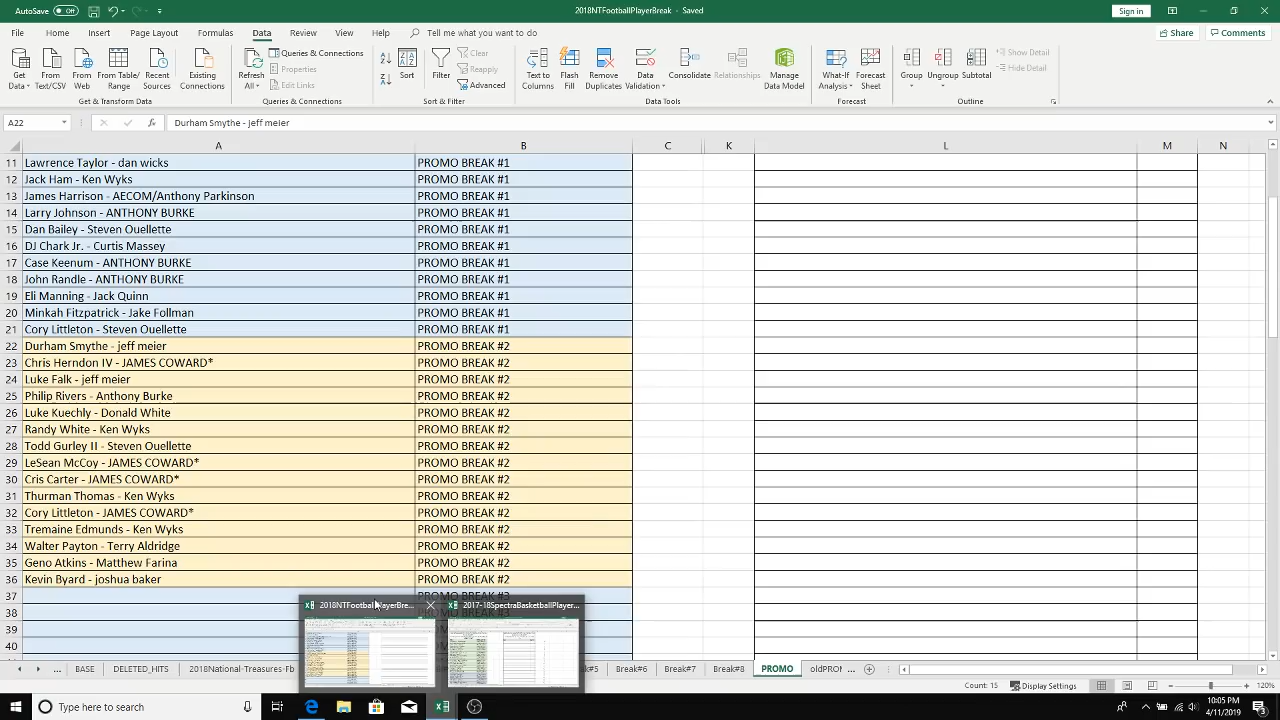 AutoSave Off 2018NTFootballPlayerBreak - Saved Sign in
File Home Insert Page Layout Formulas Data Review View Help Tell me what you want to do Share Comments
Get Data From Text/CSV From Web From Table/Range Recent Sources Existing Connections
Refresh All Queries & Connections Properties Edit Links
Sort Filter Clear Reapply Advanced
Text to Columns Flash Fill Remove Duplicates Data Validation Consolidate Relationships Manage Data Model
What-If Analysis Forecast Sheet Group Ungroup Subtotal Show Detail Hide Detail
Get & Transform Data Queries & Connections Sort & Filter Data Tools Forecast Outline
A22 fx Durham Smythe - jeff meier
A B C K L M N
11 Lawrence Taylor - dan wicks PROMO BREAK #1
12 Jack Ham - Ken Wyks PROMO BREAK #1
13 James Harrison - AECOM/Anthony Parkinson PROMO BREAK #1
14 Larry Johnson - ANTHONY BURKE PROMO BREAK #1
15 Dan Bailey - Steven Ouellette PROMO BREAK #1
16 DJ Chark Jr. - Curtis Massey PROMO BREAK #1
17 Case Keenum - ANTHONY BURKE PROMO BREAK #1
18 John Randle - ANTHONY BURKE PROMO BREAK #1
19 Eli Manning - Jack Quinn PROMO BREAK #1
20 Minkah Fitzpatrick - Jake Follman PROMO BREAK #1
21 Cory Littleton - Steven Ouellette PROMO BREAK #1
22 Durham Smythe - jeff meier PROMO BREAK #2
23 Chris Herndon IV - JAMES COWARD* PROMO BREAK #2
24 Luke Falk - jeff meier PROMO BREAK #2
25 Philip Rivers - Anthony Burke PROMO BREAK #2
26 Luke Kuechly - Donald White PROMO BREAK #2
27 Randy White - Ken Wyks PROMO BREAK #2
28 Todd Gurley II - Steven Ouellette PROMO BREAK #2
29 LeSean McCoy - JAMES COWARD* PROMO BREAK #2
30 Cris Carter - JAMES COWARD* PROMO BREAK #2
31 Thurman Thomas - Ken Wyks PROMO BREAK #2
32 Cory Littleton - JAMES COWARD* PROMO BREAK #2
33 Tremaine Edmunds - Ken Wyks PROMO BREAK #2
34 Walter Payton - Terry Aldridge PROMO BREAK #2
35 Geno Atkins - Matthew Farina PROMO BREAK #2
36 Kevin Byard - joshua baker PROMO BREAK #2
37
2018NTFootballPlayerBre... 2017-18SpectraBasketballPlayer...
38
39
40
... BASE DELETED_HITS 2018National-Treasures-Fb Break#6 Break#7 Break#8 PROMO oldPROM ...
Count: 15 Display Settings 120%
Type here to search
10:05 PM
4/11/2019